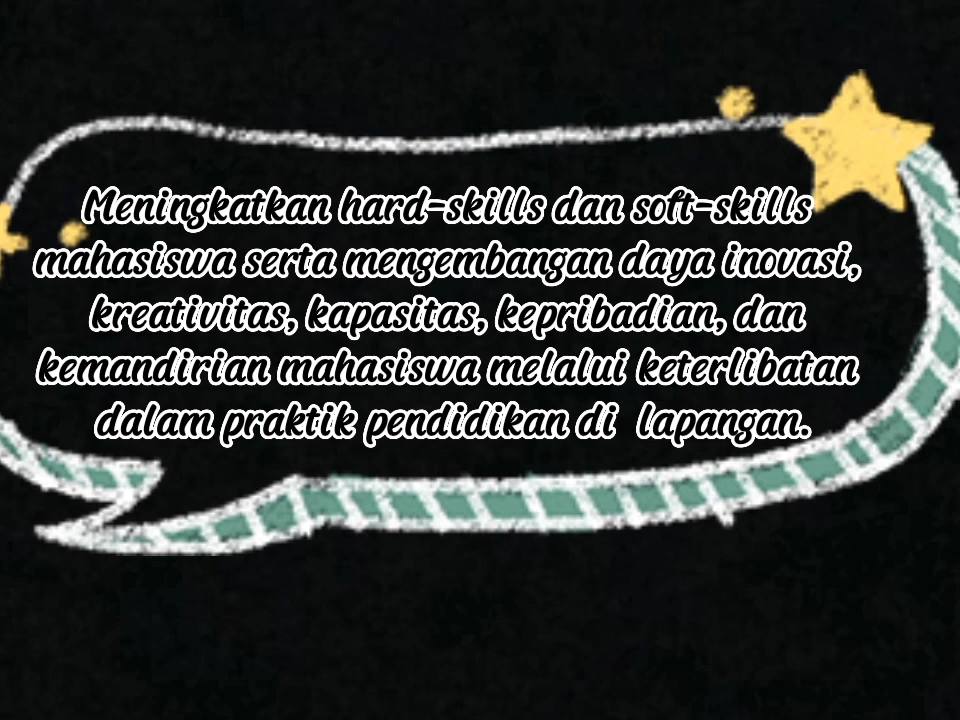 Meningkatkan hard-skills dan soft-skills
mahasiswa serta mengembangan daya inovasi,
kreativitas, kapasitas, kepribadian, dan
kemandirian mahasiswa melalui keterlibatan
dalam praktik pendidikan di lapangan.